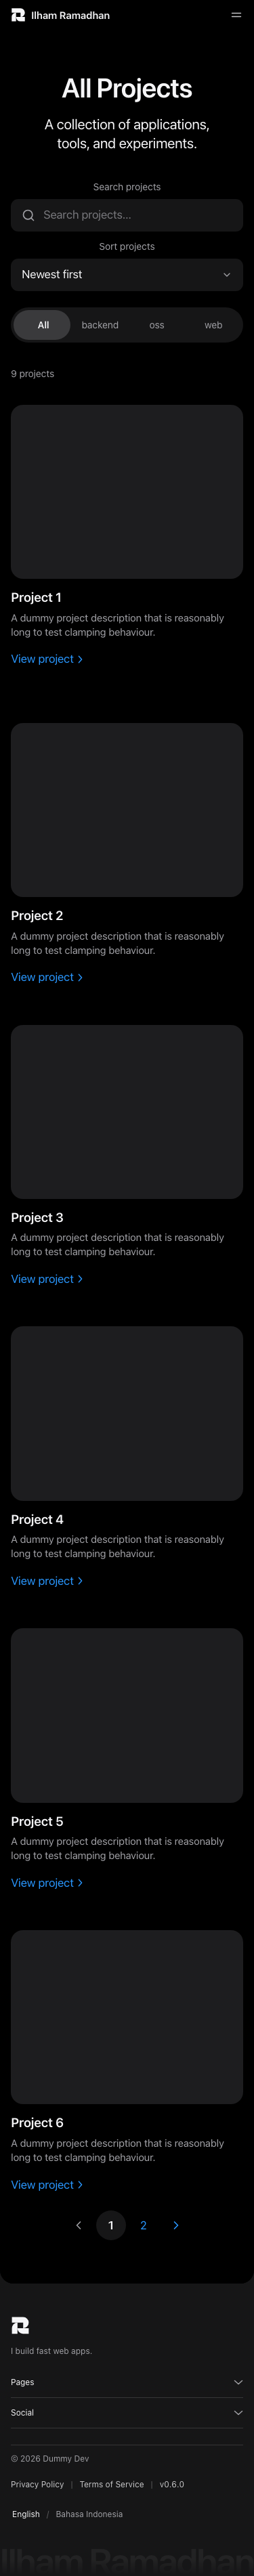 Ilham Ramadhan
All Projects
A collection of applications,
tools, and experiments.
Search projects
Search projects...
Sort projects
Newest first
All backend oss web
9 projects
Project 1
A dummy project description that is reasonably
long to test clamping behaviour.
View project
Project 2
A dummy project description that is reasonably
long to test clamping behaviour.
View project
Project 3
A dummy project description that is reasonably
long to test clamping behaviour.
View project
Project 4
A dummy project description that is reasonably
long to test clamping behaviour.
View project
Project 5
A dummy project description that is reasonably
long to test clamping behaviour.
View project
Project 6
A dummy project description that is reasonably
long to test clamping behaviour.
View project
1 2
I build fast web apps.
Pages
Social
© 2026 Dummy Dev
Privacy Policy | Terms of Service | v0.6.0
English / Bahasa Indonesia
Ilham Ramadhan